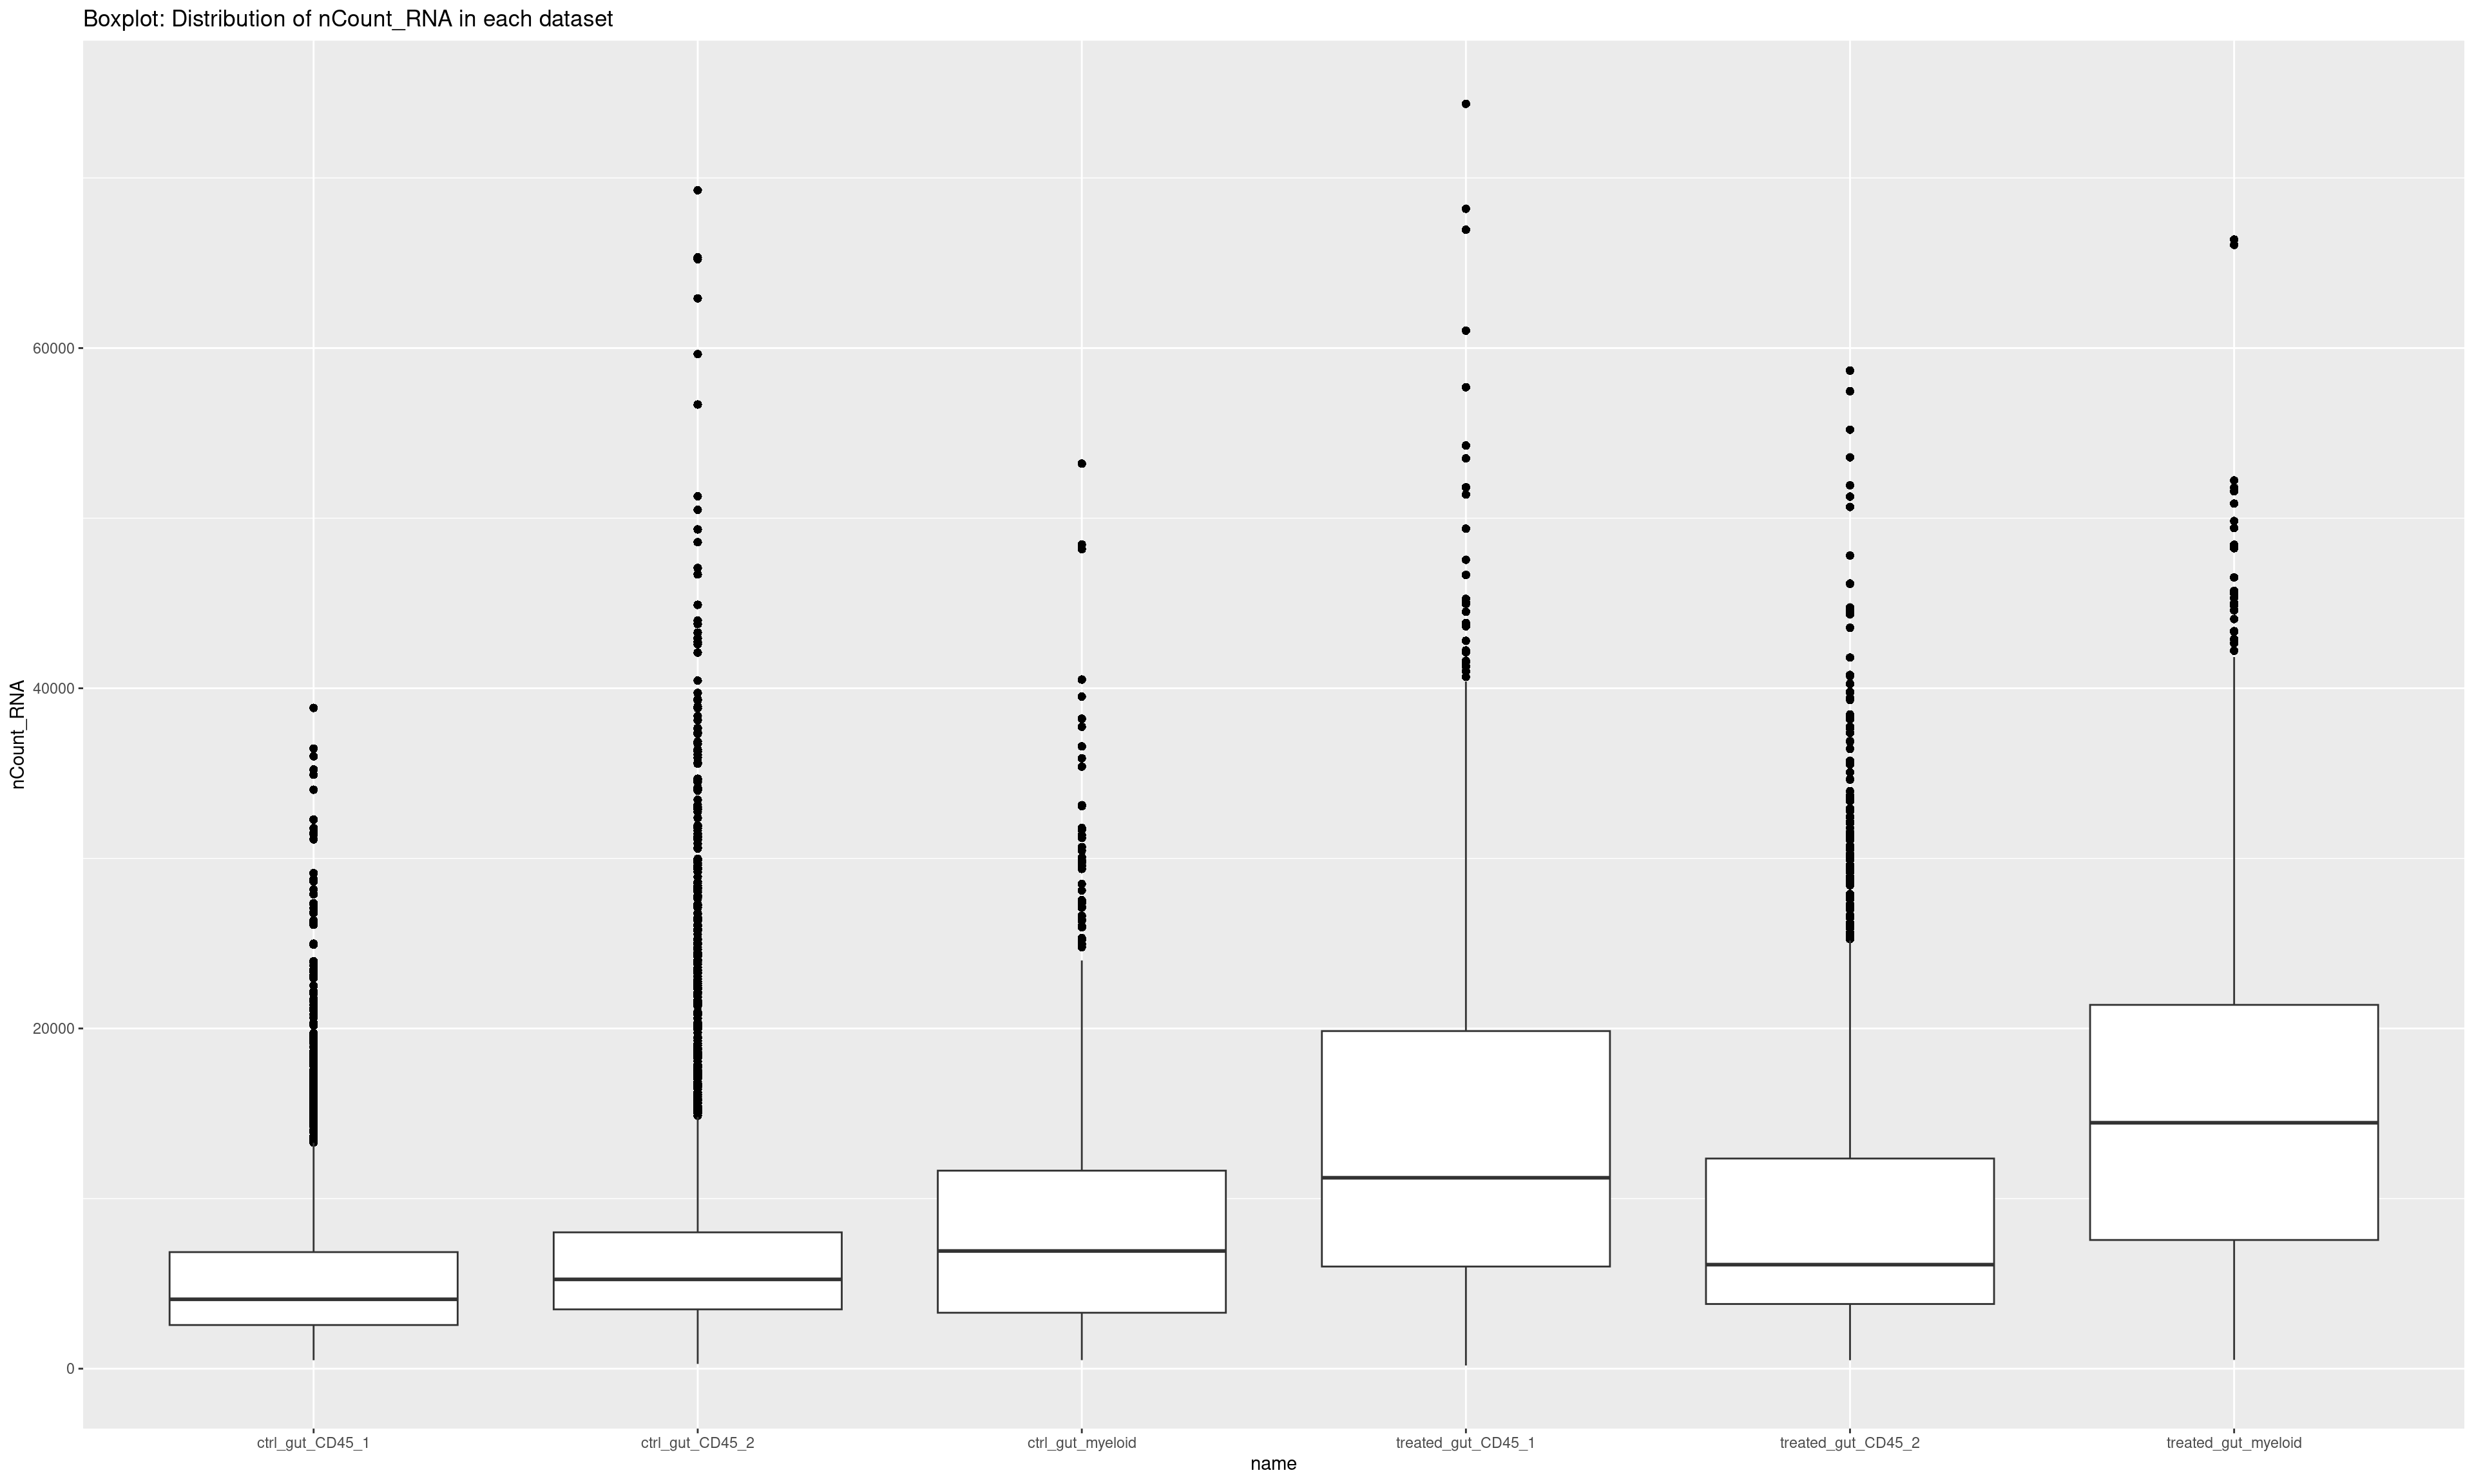 Boxplot: Distribution of nCount_RNA in each dataset
nCount_RNA
60000
40000
20000
0
ctrl_gut_CD45_1
ctrl_gut_CD45_2
ctrl_gut_myeloid
treated_gut_CD45_1
treated_gut_CD45_2
treated_gut_myeloid
name